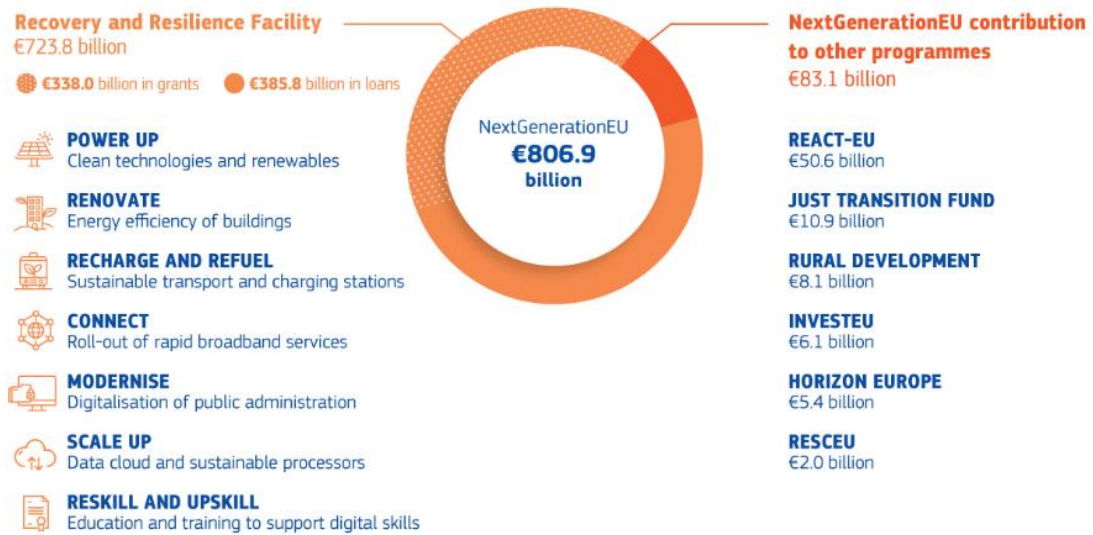 Recovery and Resilience Facility
€723.8 billion
€338.0 billion in grants
€385.8 billion in loans
POWER UP
Clean technologies and renewables
RENOVATE
Energy efficiency of buildings
RECHARGE AND REFUEL
Sustainable transport and charging stations
CONNECT
Roll-out of rapid broadband services
MODERNISE
Digitalisation of public administration
SCALE UP
Data cloud and sustainable processors
RESKILL AND UPSKILL
Education and training to support digital skills
NextGenerationEU
€806.9
billion
NextGenerationEU contribution
to other programmes
€83.1 billion
REACT-EU
€50.6 billion
JUST TRANSITION FUND
€10.9 billion
RURAL DEVELOPMENT
€8.1 billion
INVESTEU
€6.1 billion
HORIZON EUROPE
€5.4 billion
RESCEU
€2.0 billion